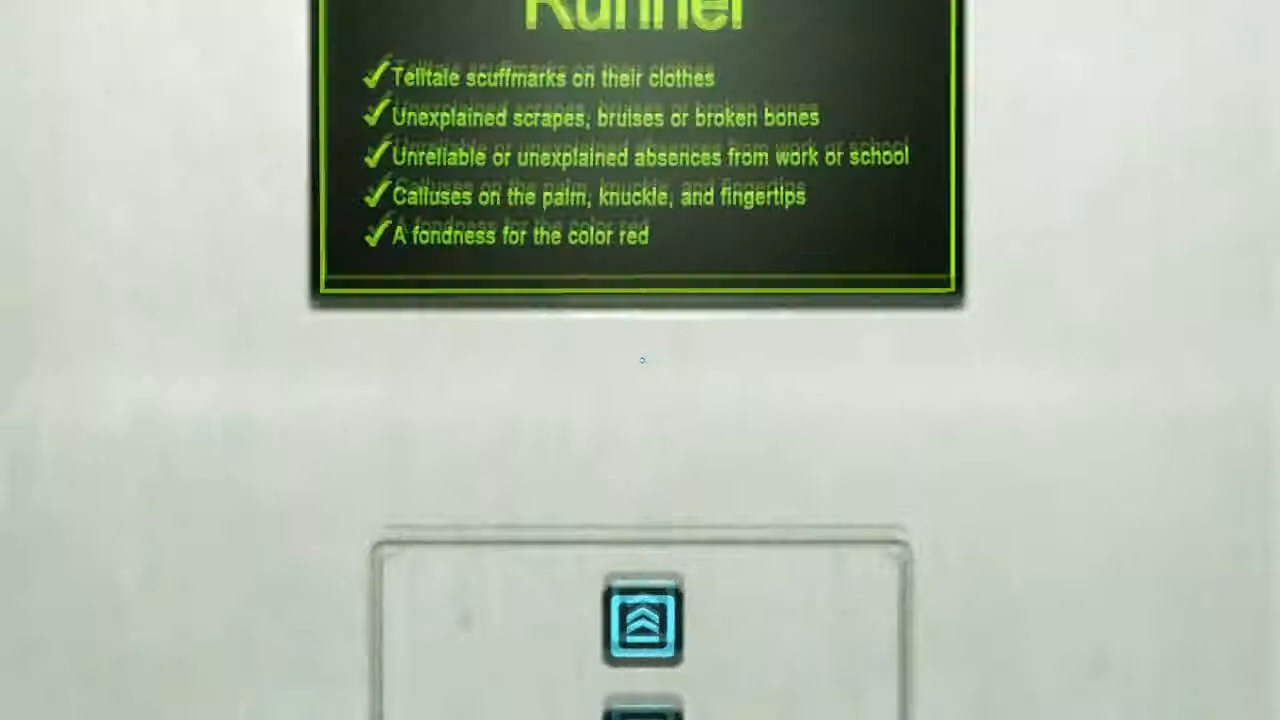 Runner
Telltale scuffmarks on their clothes
Unexplained scrapes, bruises or broken bones
Unreliable or unexplained absences from work or school
Calluses on the palm, knuckle, and fingertips
A fondness for the color red